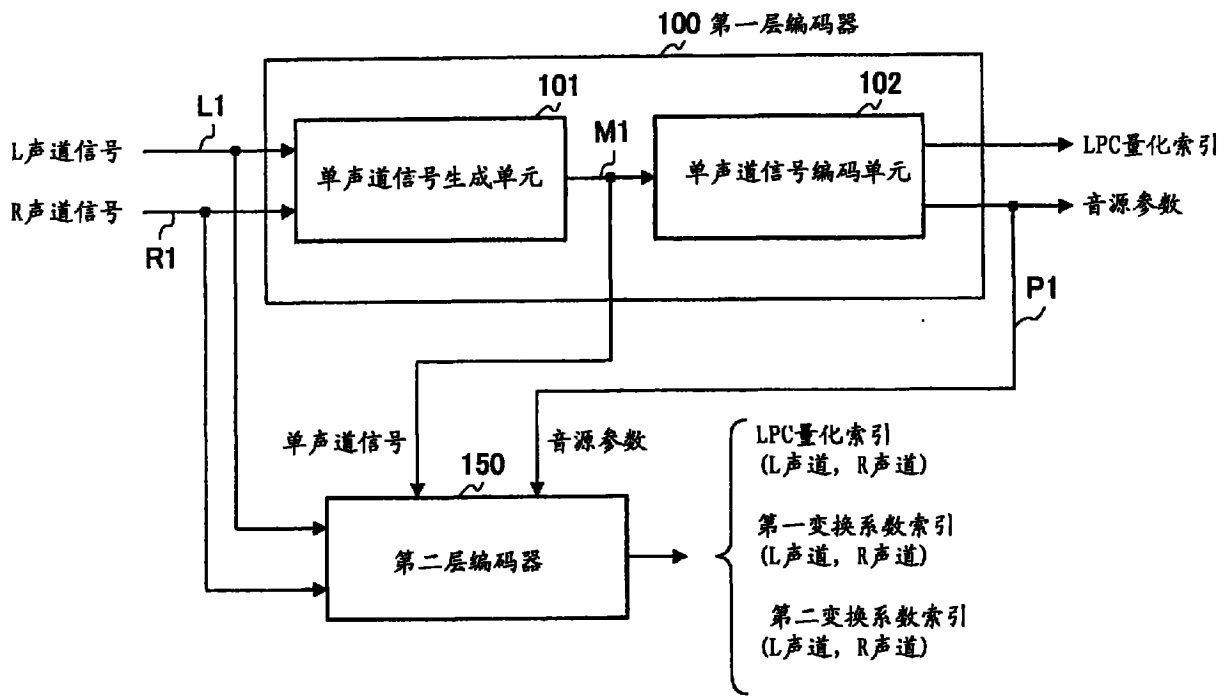 100 第一层编码器
101
102
L1
M1
L声道信号
单声道信号生成单元
单声道信号编码单元
LPC量化索引
R声道信号
音源参数
R1
P1
单声道信号
音源参数
150
第二层编码器
LPC量化索引
(L声道, R声道)
第一变换系数索引
(L声道, R声道)
第二变换系数索引
(L声道, R声道)